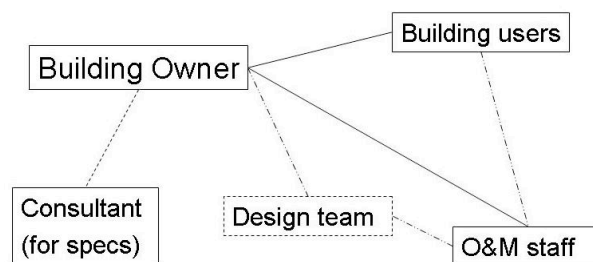 Building users
Building Owner
Consultant
(for specs)
Design team
O&M staff